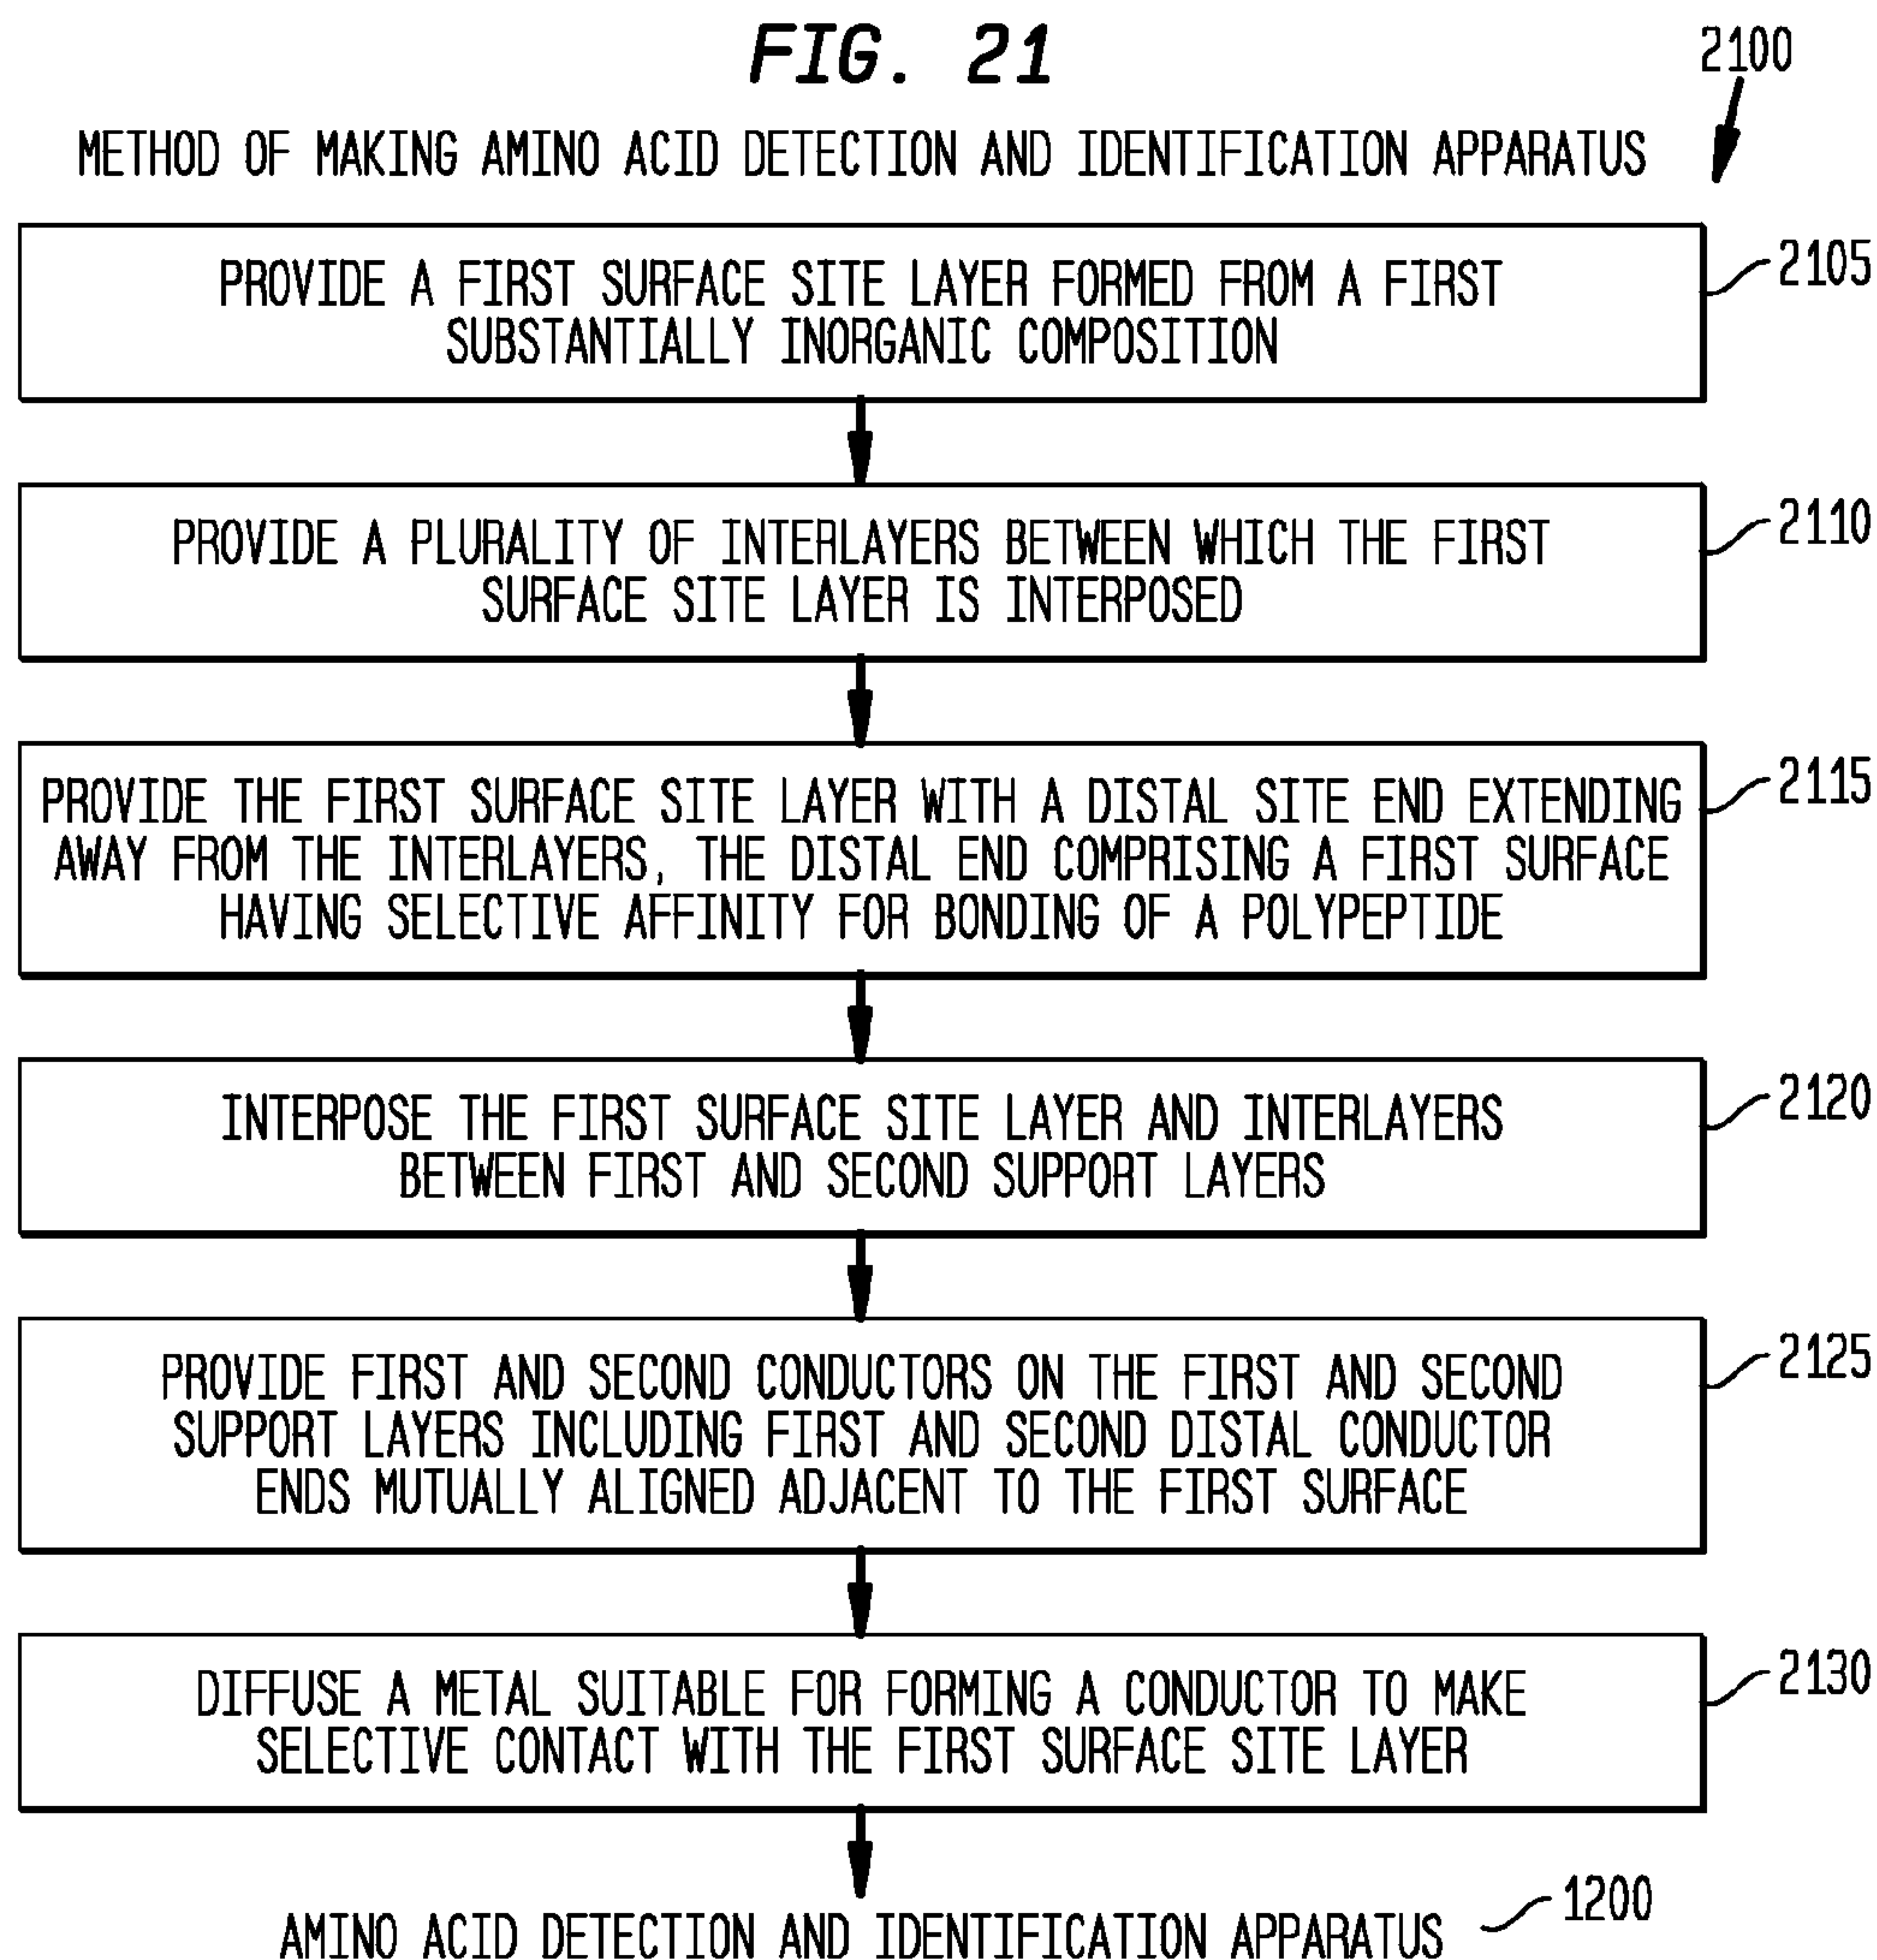 FIG. 21
2100
METHOD OF MAKING AMINO ACID DETECTION AND IDENTIFICATION APPARATUS
PROVIDE A FIRST SURFACE SITE LAYER FORMED FROM A FIRST
SUBSTANTIALLY INORGANIC COMPOSITION
2105
PROVIDE A PLURALITY OF INTERLAYERS BETWEEN WHICH THE FIRST
SURFACE SITE LAYER IS INTERPOSED
2110
PROVIDE THE FIRST SURFACE SITE LAYER WITH A DISTAL SITE END EXTENDING
AWAY FROM THE INTERLAYERS, THE DISTAL END COMPRISING A FIRST SURFACE
HAVING SELECTIVE AFFINITY FOR BONDING OF A POLYPEPTIDE
2115
INTERPOSE THE FIRST SURFACE SITE LAYER AND INTERLAYERS
BETWEEN FIRST AND SECOND SUPPORT LAYERS
2120
PROVIDE FIRST AND SECOND CONDUCTORS ON THE FIRST AND SECOND
SUPPORT LAYERS INCLUDING FIRST AND SECOND DISTAL CONDUCTOR
ENDS MUTUALLY ALIGNED ADJACENT TO THE FIRST SURFACE
2125
DIFFUSE A METAL SUITABLE FOR FORMING A CONDUCTOR TO MAKE
SELECTIVE CONTACT WITH THE FIRST SURFACE SITE LAYER
2130
AMINO ACID DETECTION AND IDENTIFICATION APPARATUS
1200